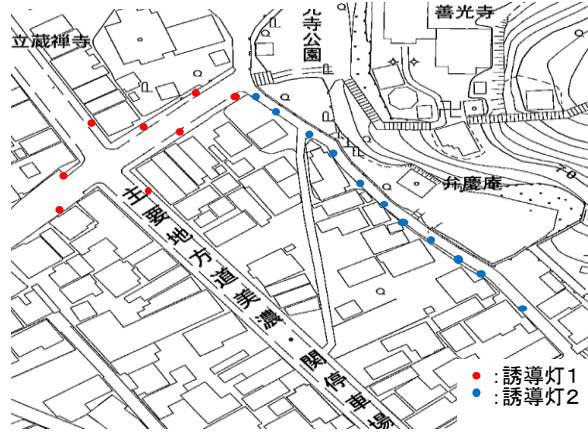 立蔵禅寺
光寺公園
善光寺
弁慶庵
70
主要地方道美濃
関停車場
:誘導灯1
:誘導灯2